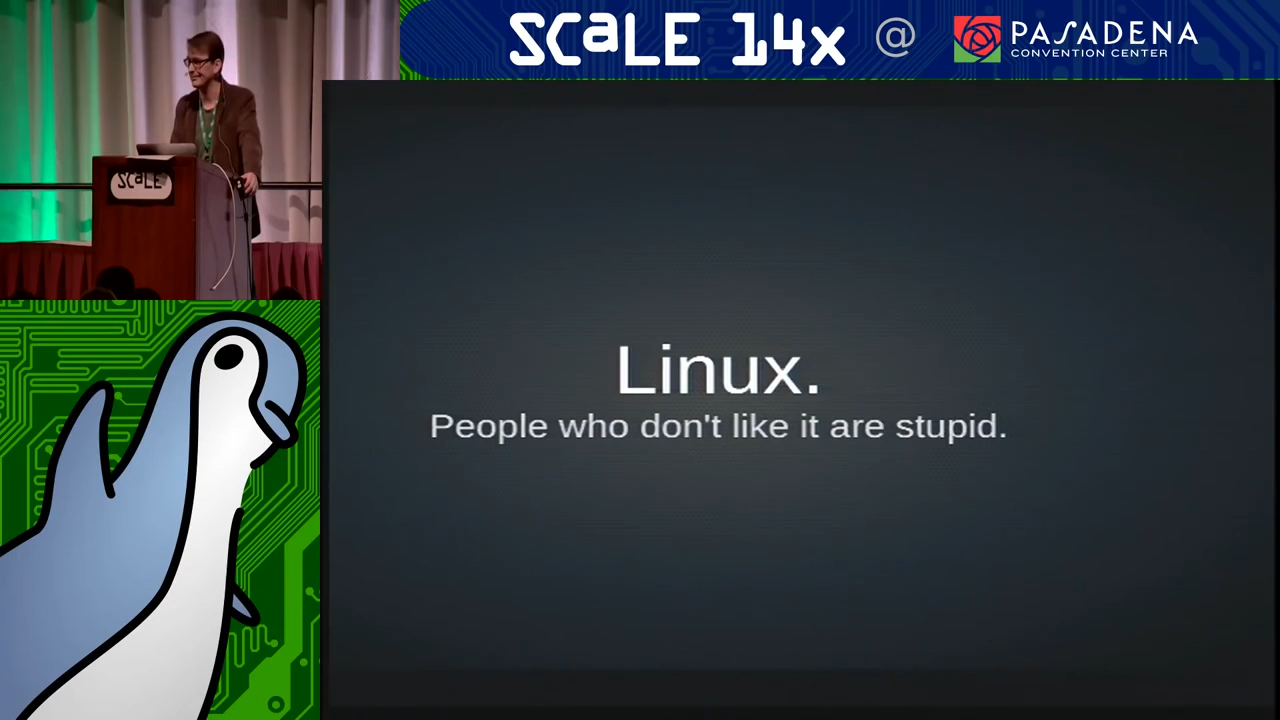 SCaLE 14x @ PASADENA
CONVENTION CENTER
SCaLE
Linux.
People who don't like it are stupid.